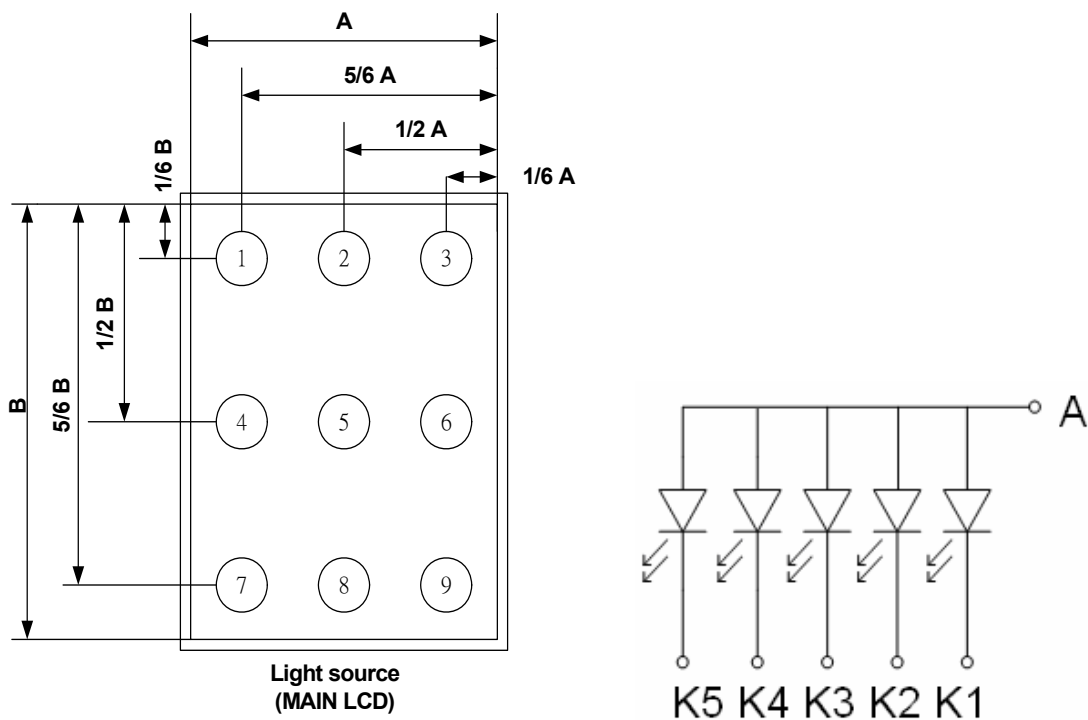 A
5/6 A
1/2 A
1/6 A
1/6 B
1/2 B
5/6 B
B
1 2 3
4 5 6
7 8 9
Light source
(MAIN LCD)
A
K5 K4 K3 K2 K1